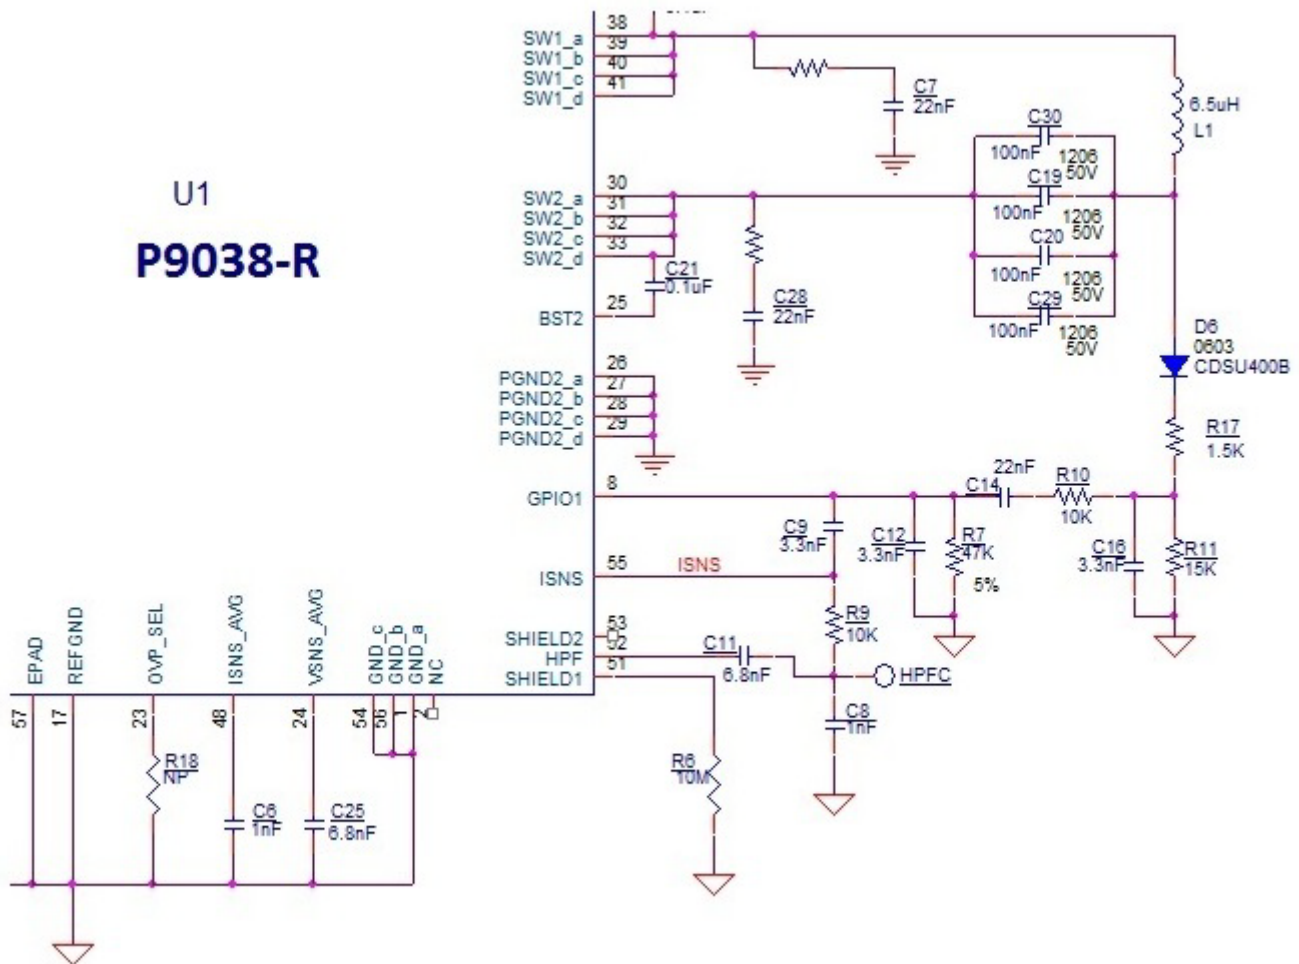 38
SW1_a
39
SW1_b
40
SW1_c
41
SW1_d
C7
22nF
6.5uH
L1
C30
100nF
1206
50V
U1
P9038-R
30
SW2_a
31
SW2_b
32
SW2_c
33
SW2_d
C19
100nF
1206
50V
C20
100nF
1206
50V
C21
0.1uF
25
BST2
C28
22nF
C29
100nF
1206
50V
D6
0603
CDSU400B
26
PGND2_a
27
PGND2_b
28
PGND2_c
29
PGND2_d
R17
1.5K
8
GPIO1
22nF
C14
R10
10K
C9
3.3nF
C12
3.3nF
R7
47K
5%
C16
3.3nF
R11
15K
55
ISNS
ISNS
R9
10K
53
SHIELD2
52
HPF
51
SHIELD1
C11
6.8nF
HPFC
C8
1nF
EPAD
REFGND
OVP_SEL
ISNS_AVG
VSNS_AVG
GND_c
GND_b
GND_a
NC
57
17
23
48
24
54
56
1
2
R18
NP
C6
1nF
C25
6.8nF
R6
10M